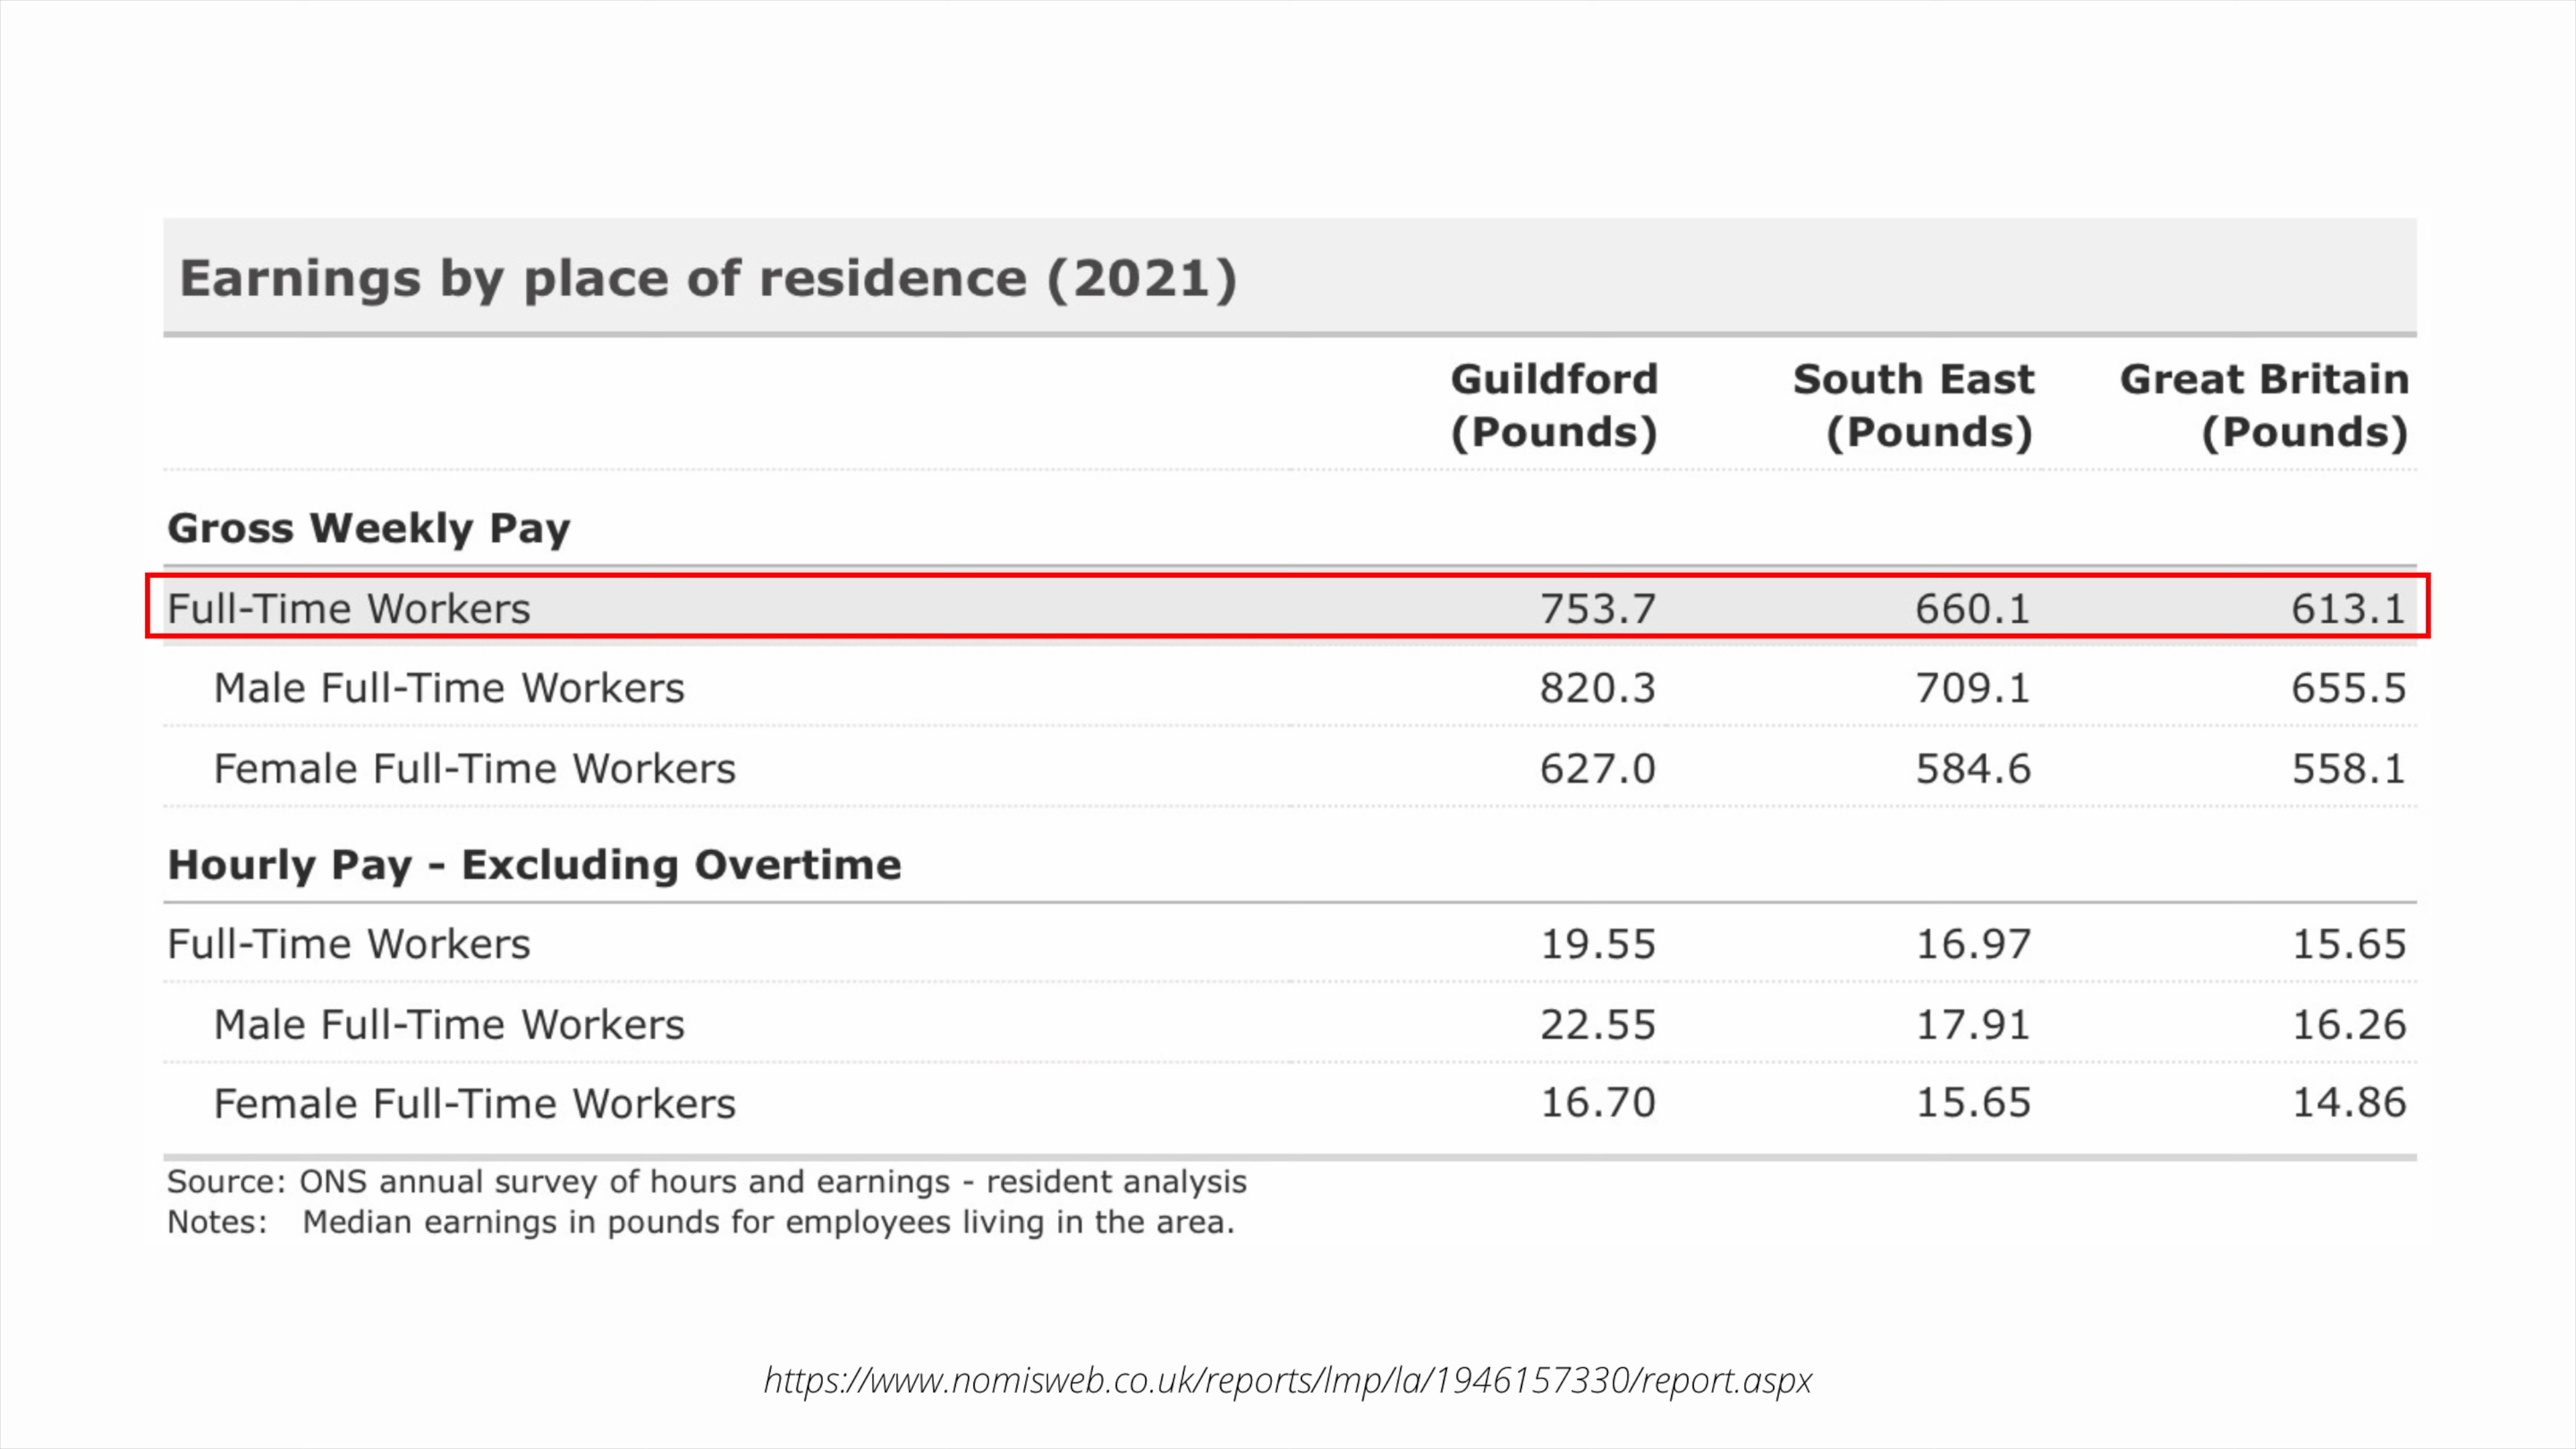 Earnings by place of residence (2021)
Guildford South East Great Britain
(Pounds) (Pounds) (Pounds)
Gross Weekly Pay
Full-Time Workers 753.7 660.1 613.1
Male Full-Time Workers 820.3 709.1 655.5
Female Full-Time Workers 627.0 584.6 558.1
Hourly Pay - Excluding Overtime
Full-Time Workers 19.55 16.97 15.65
Male Full-Time Workers 22.55 17.91 16.26
Female Full-Time Workers 16.70 15.65 14.86
Source: ONS annual survey of hours and earnings - resident analysis
Notes: Median earnings in pounds for employees living in the area.
https://www.nomisweb.co.uk/reports/lmp/la/1946157330/report.aspx